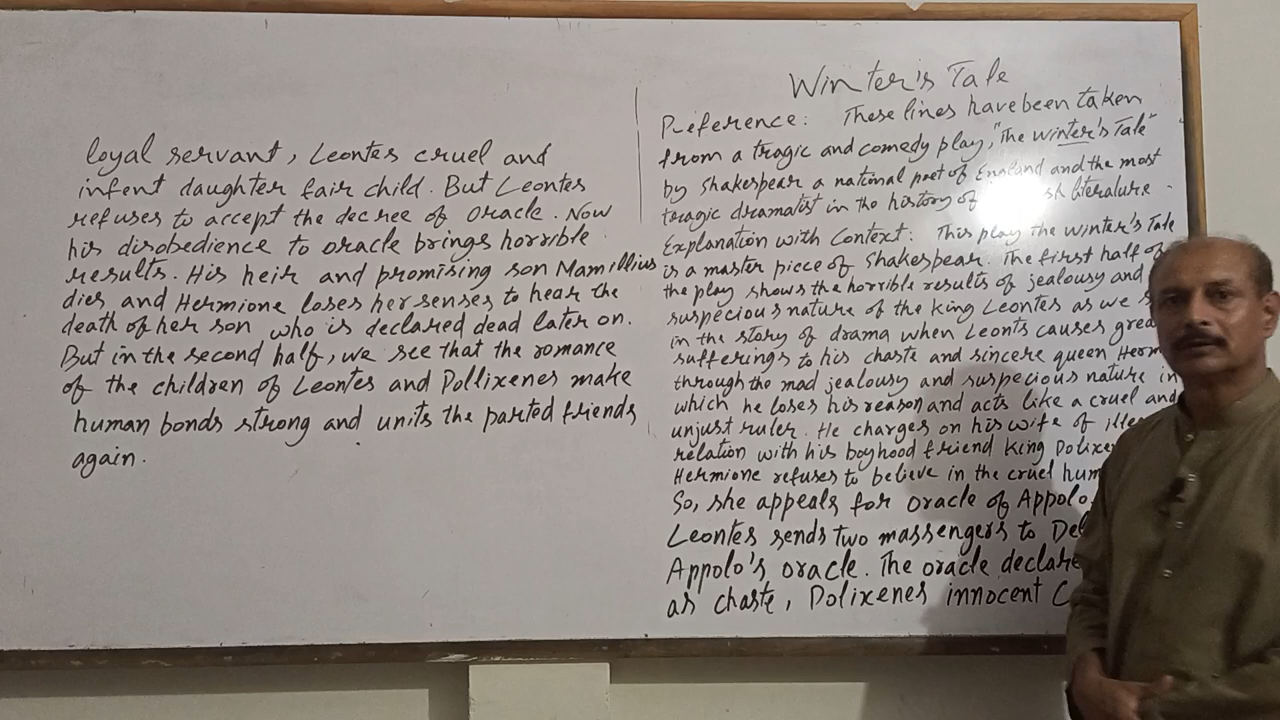 Winter's Tale
Reference: These lines have been taken
from a tragic and comedy play, "The Winter's Tale"
by Shakespear a national poet of England and the most
tragic dramatist in the history of sh literature.
Explanation with Context: This play the Winter's Tale
is a master piece of Shakespear. The first half of
the play shows the horrible results of jealousy and
suspecious nature of the king Leontes as we s
in the story of drama when Leonts causes grea
sufferings to his chaste and sincere queen Herm
through the mad jealousy and suspecious nature in
which he loses his reason and acts like a cruel and
unjust ruler. He charges on his wife of ille
relation with his boyhood friend King Polixe
Hermione refuses to believe in the cruel hum
So, she appeals for oracle of Appolo.
Leontes sends two massengers to Del
Appolo's oracle. The oracle declare
as chaste, Polixenes innocent C
loyal servant, Leontes cruel and
infent daughter fair child. But Leontes
refuses to accept the decree of Oracle. Now
his disobedience to oracle brings horrible
results. His heir and promising son Mamillius
dies and Hermione loses her senses to hear the
death of her son who is declared dead later on.
But in the second half, we see that the romance
of the children of Leontes and Pollixenes make
human bonds strong and units the parted friends
again.